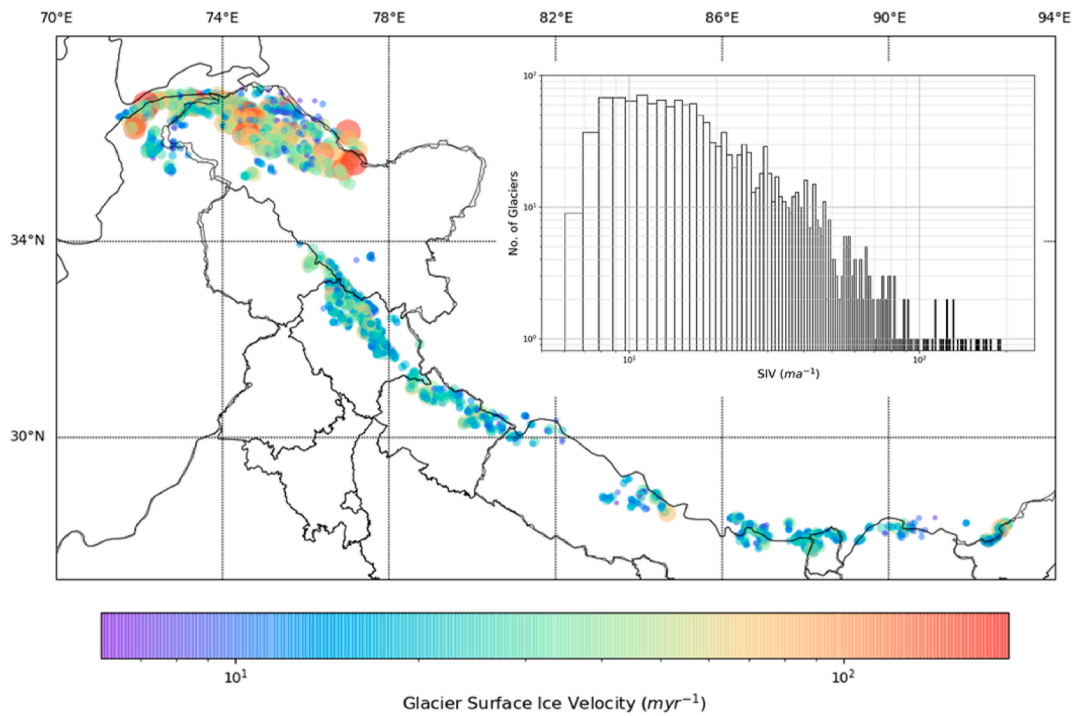 70°E 74°E 78°E 82°E 86°E 90°E 94°E
34°N
30°N
No. of Glaciers
10²
10¹
10⁰
10¹ 10²
SIV (ma⁻¹)
10¹ 10²
Glacier Surface Ice Velocity (myr⁻¹)